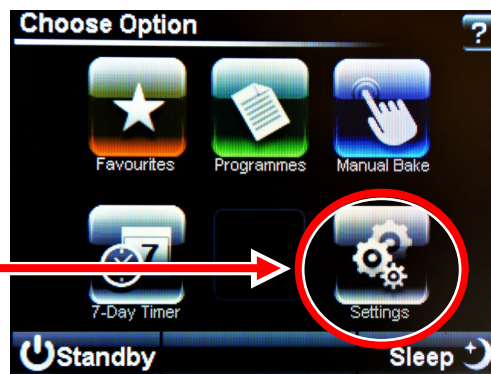 Choose Option
?
Favourites Programmes Manual Bake
7
7-Day Timer Settings
Standby Sleep